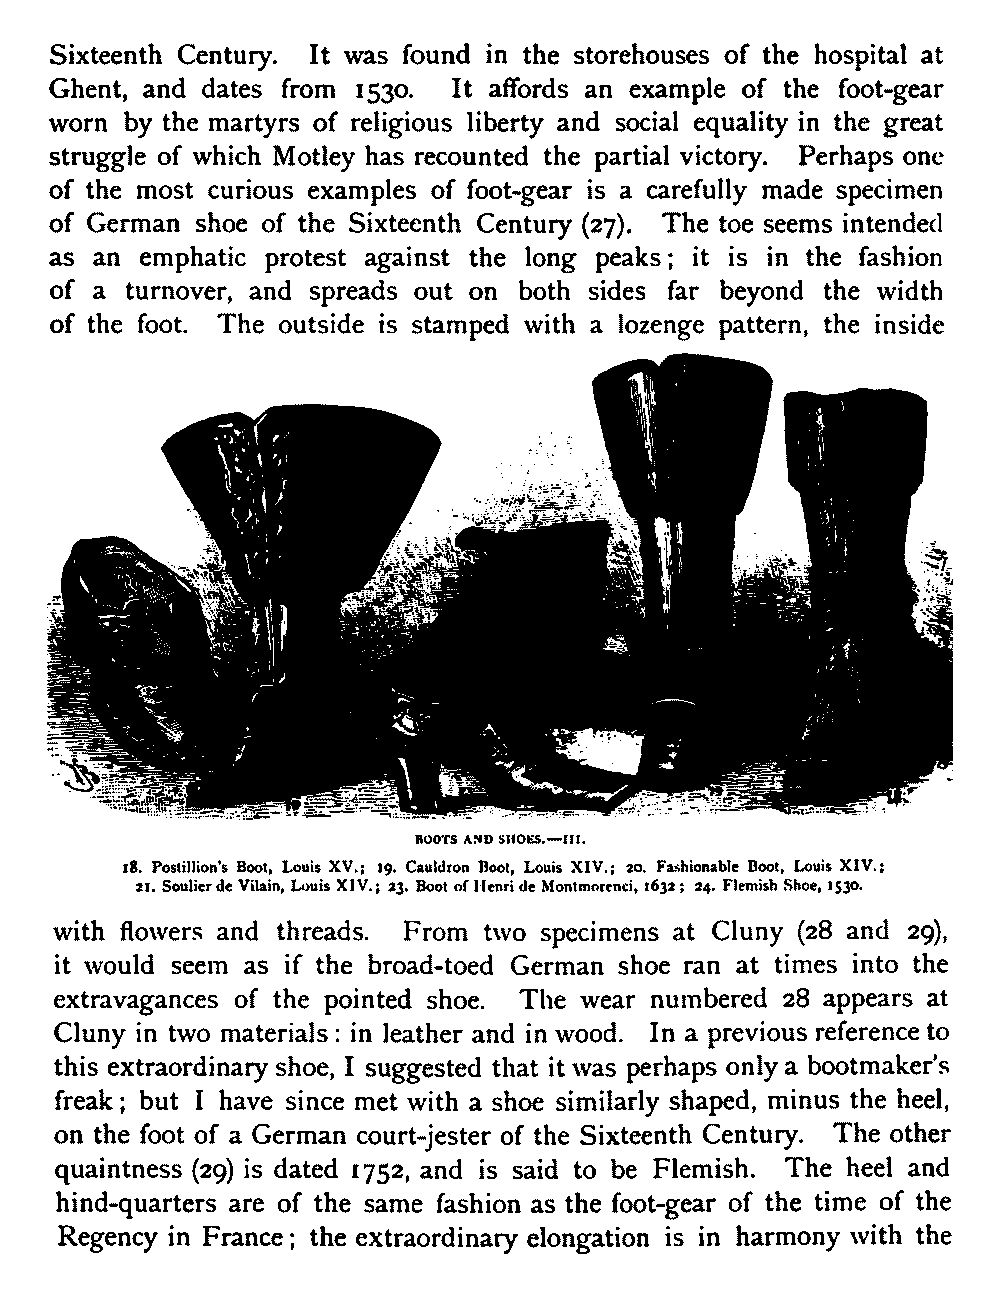 Sixteenth Century. It was found in the storehouses of the hospital at
Ghent, and dates from 1530. It affords an example of the foot-gear
worn by the martyrs of religious liberty and social equality in the great
struggle of which Motley has recounted the partial victory. Perhaps one
of the most curious examples of foot-gear is a carefully made specimen
of German shoe of the Sixteenth Century (27). The toe seems intended
as an emphatic protest against the long peaks; it is in the fashion
of a turnover, and spreads out on both sides far beyond the width
of the foot. The outside is stamped with a lozenge pattern, the inside
BOOTS AND SHOES.—III.
18. Postillion's Boot, Louis XV.; 19. Cauldron Boot, Louis XIV.; 20. Fashionable Boot, Louis XIV.;
21. Soulier de Vilain, Louis XIV.; 23. Boot of Henri de Montmorenci, 1632; 24. Flemish Shoe, 1530.
with flowers and threads. From two specimens at Cluny (28 and 29),
it would seem as if the broad-toed German shoe ran at times into the
extravagances of the pointed shoe. The wear numbered 28 appears at
Cluny in two materials: in leather and in wood. In a previous reference to
this extraordinary shoe, I suggested that it was perhaps only a bootmaker's
freak; but I have since met with a shoe similarly shaped, minus the heel,
on the foot of a German court-jester of the Sixteenth Century. The other
quaintness (29) is dated 1752, and is said to be Flemish. The heel and
hind-quarters are of the same fashion as the foot-gear of the time of the
Regency in France; the extraordinary elongation is in harmony with the